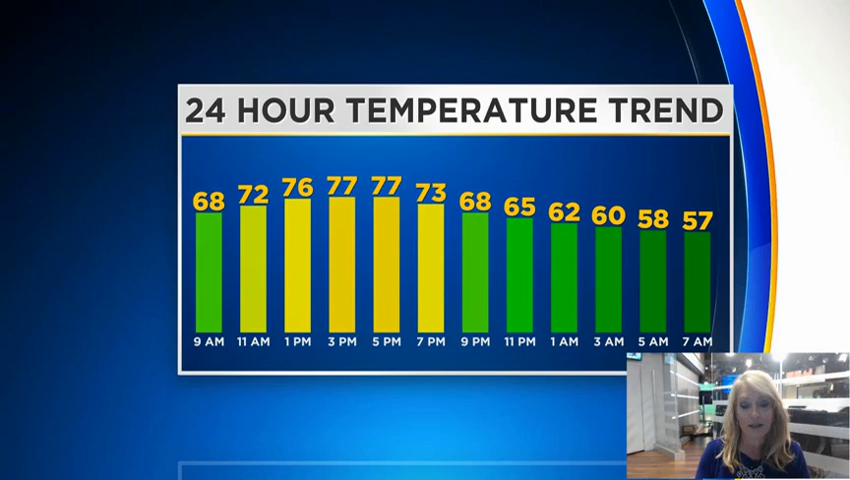 24 HOUR TEMPERATURE TREND
68 72 76 77 77 73 68 65 62 60 58 57
9 AM 11 AM 1 PM 3 PM 5 PM 7 PM 9 PM 11 PM 1 AM 3 AM 5 AM 7 AM